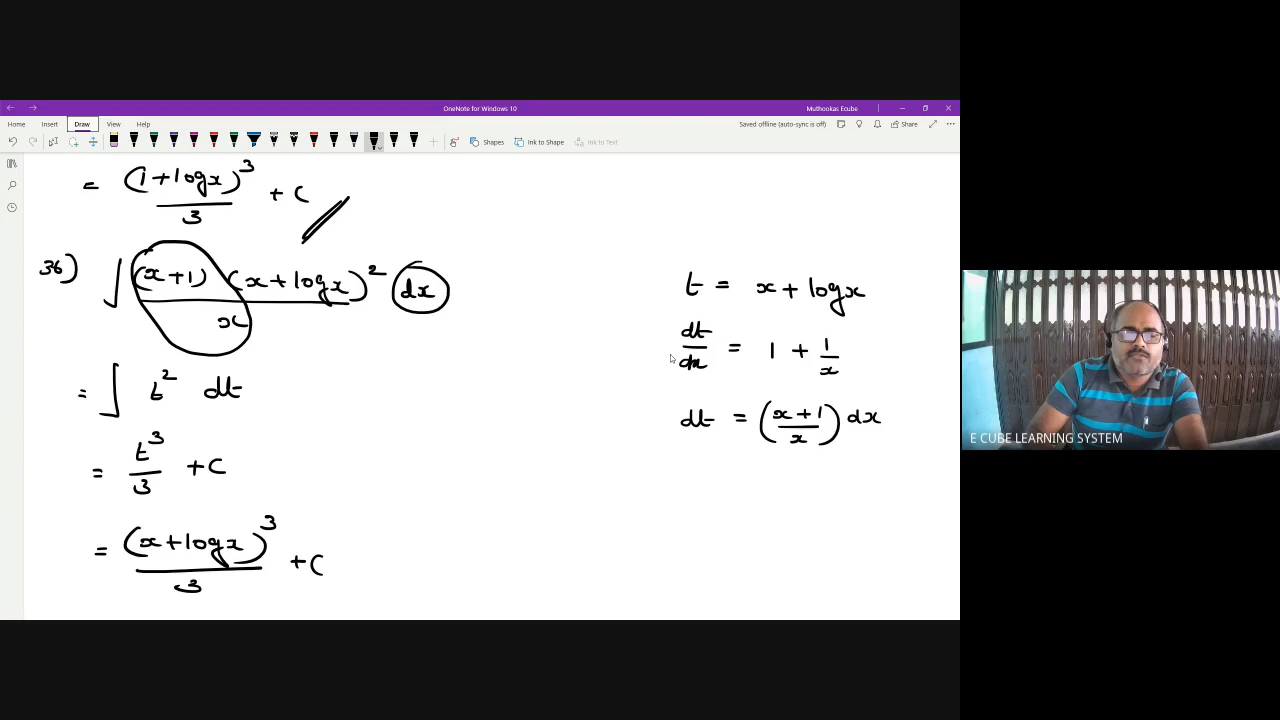 OneNote for Windows 10
Muthookas Ecube
Home Insert Draw View Help
Saved offline (auto-sync is off) Share
Shapes Ink to Shape Ink to Text
= (1+logx)³/3 + C
36) ∫ (x+1)(x+logx)²/x dx
= ∫ t² dt
= t³/3 + C
= (x+logx)³/3 + C
t = x + logx
dt/dx = 1 + 1/x
dt = (x+1/x) dx
E CUBE LEARNING SYSTEM